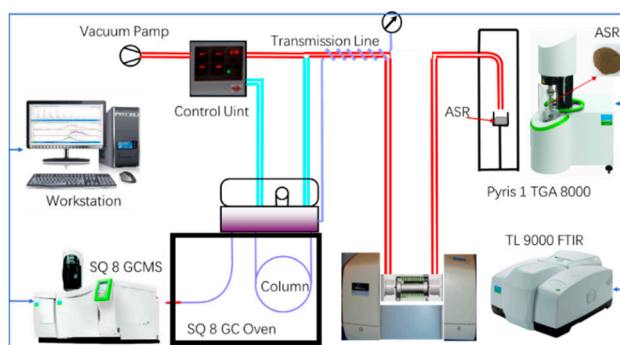 Vacuum Pump
Transmission Line
ASR
Control Uint
ASR
Workstation
Pyris 1 TGA 8000
SQ 8 GCMS
TL 9000 FTIR
Column
SQ 8 GC Oven